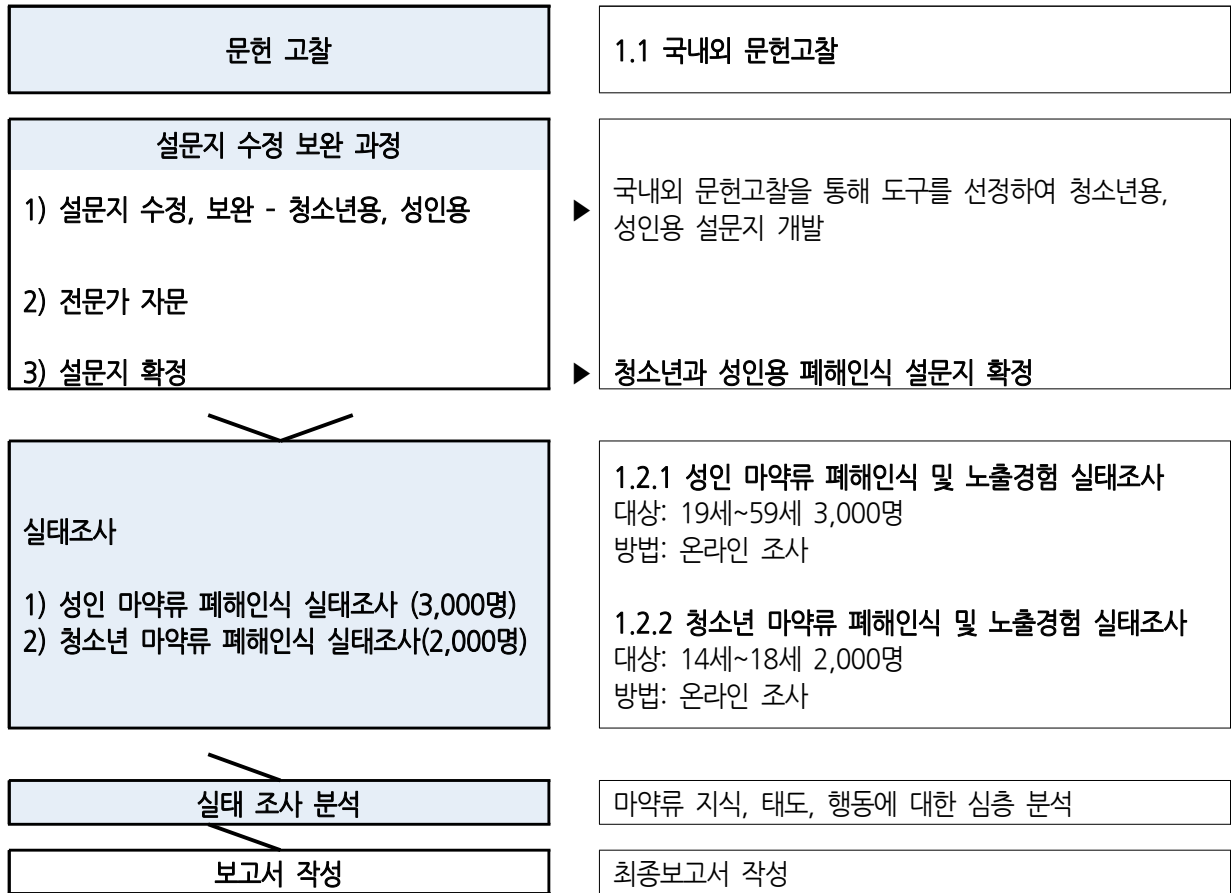 문헌 고찰
1.1 국내외 문헌고찰
설문지 수정 보완 과정
1) 설문지 수정, 보완 - 청소년용, 성인용
▶
국내외 문헌고찰을 통해 도구를 선정하여 청소년용,
성인용 설문지 개발
2) 전문가 자문
3) 설문지 확정
▶
청소년과 성인용 폐해인식 설문지 확정
실태조사
1) 성인 마약류 폐해인식 실태조사 (3,000명)
2) 청소년 마약류 폐해인식 실태조사(2,000명)
1.2.1 성인 마약류 폐해인식 및 노출경험 실태조사
대상: 19세~59세 3,000명
방법: 온라인 조사
1.2.2 청소년 마약류 폐해인식 및 노출경험 실태조사
대상: 14세~18세 2,000명
방법: 온라인 조사
실태 조사 분석
마약류 지식, 태도, 행동에 대한 심층 분석
보고서 작성
최종보고서 작성